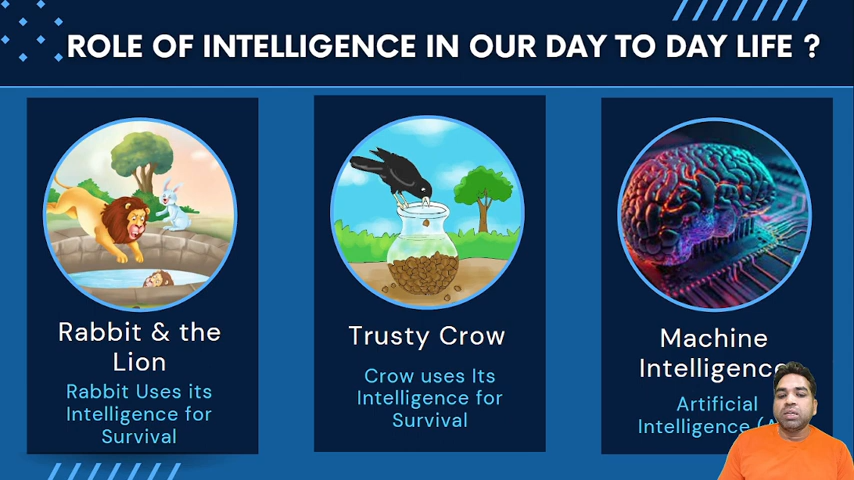 ROLE OF INTELLIGENCE IN OUR DAY TO DAY LIFE ?
Rabbit & the
Lion
Rabbit Uses its
Intelligence for
Survival
Trusty Crow
Crow uses Its
Intelligence for
Survival
Machine
Intelligence
Artificial
Intelligence